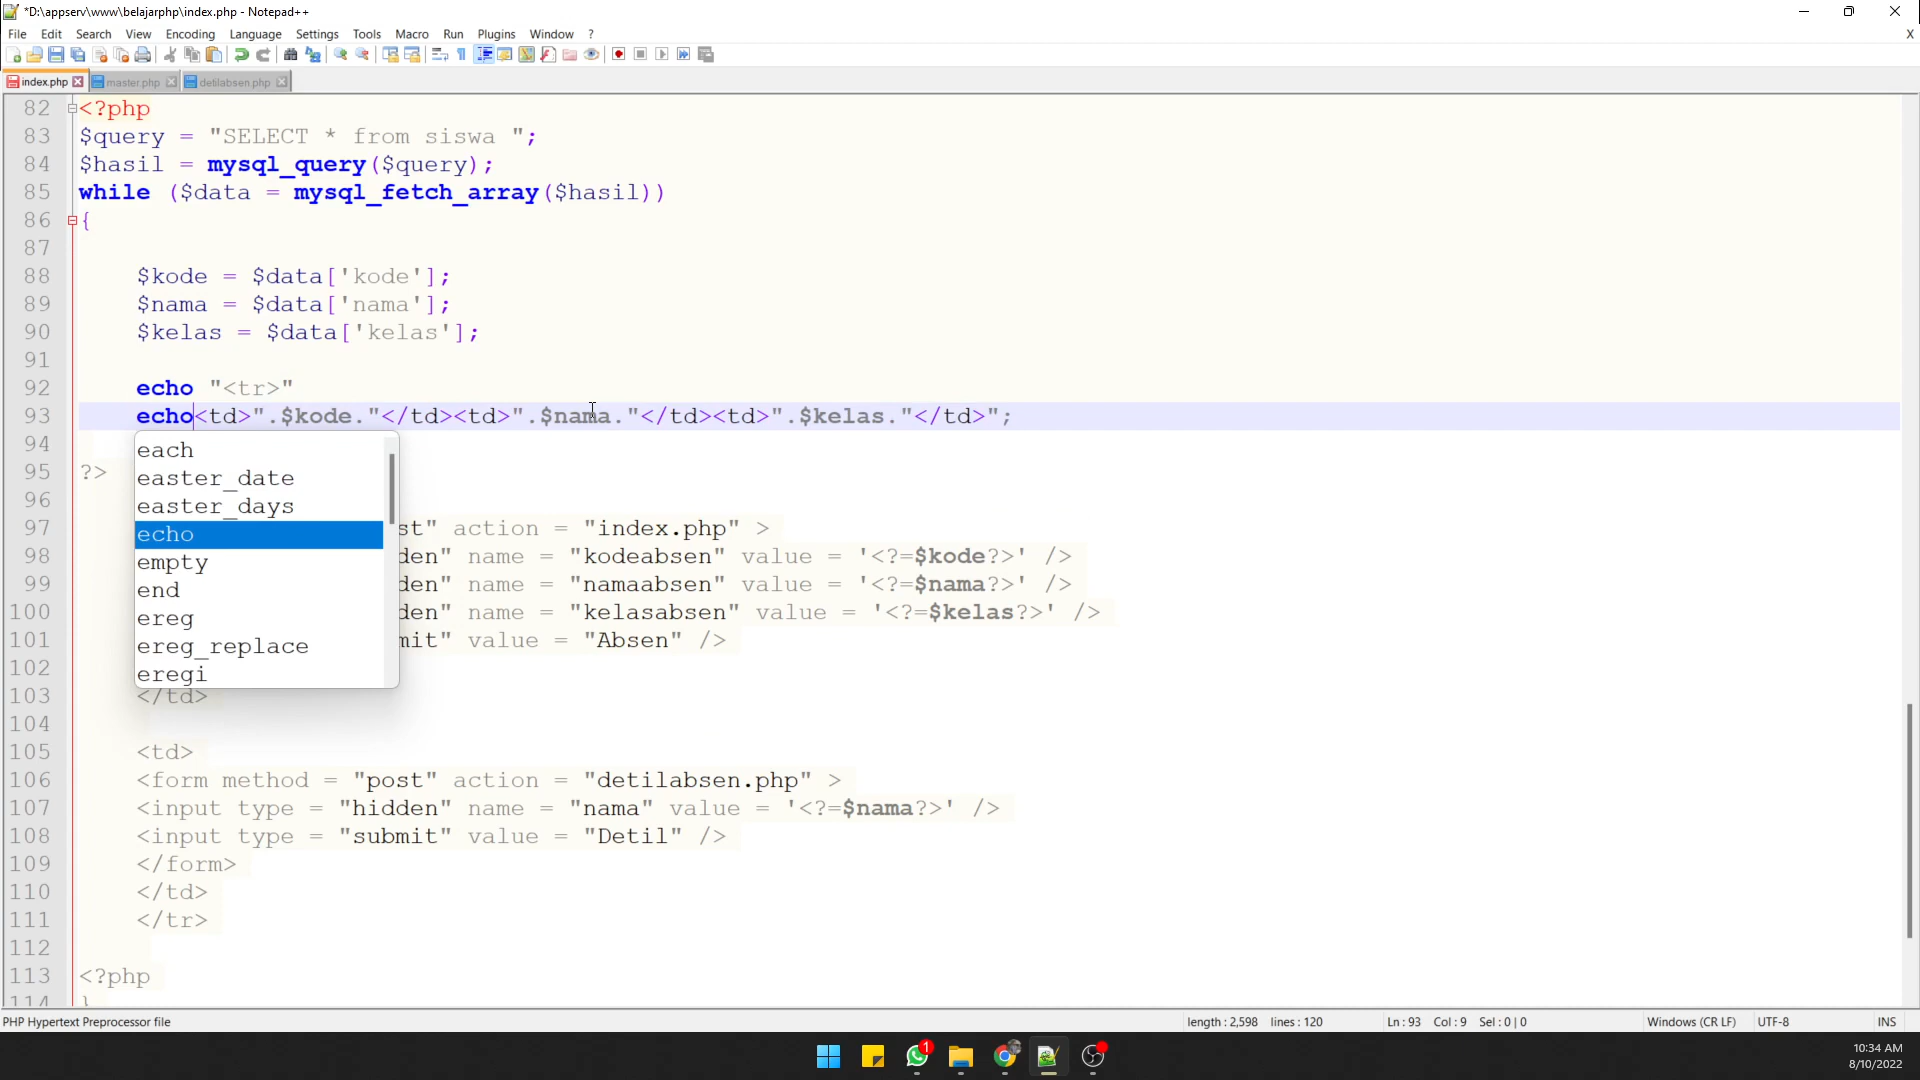 *D:\appserv\www\belajarphp\index.php - Notepad++
File Edit Search View Encoding Language Settings Tools Macro Run Plugins Window ? X
index.php master.php detilabsen.php
82 <?php
83 $query = "SELECT * from siswa ";
84 $hasil = mysql_query($query);
85 while ($data = mysql_fetch_array($hasil))
86 {
87
88 $kode = $data['kode'];
89 $nama = $data['nama'];
90 $kelas = $data['kelas'];
91
92 echo "<tr>"
93 echo<td>".$kode."</td><td>".$nama."</td><td>".$kelas."</td>";
94
each
95 ?>
easter_date
96
easter_days
97 st" action = "index.php" >
echo
98 den" name = "kodeabsen" value = '<?=$kode?>' />
empty
99 den" name = "namaabsen" value = '<?=$nama?>' />
end
100 den" name = "kelasabsen" value = '<?=$kelas?>' />
ereg
101 mit" value = "Absen" />
ereg_replace
102
eregi
103 </td>
104
105 <td>
106 <form method = "post" action = "detilabsen.php" >
107 <input type = "hidden" name = "nama" value = '<?=$nama?>' />
108 <input type = "submit" value = "Detil" />
109 </form>
110 </td>
111 </tr>
112
113 <?php
114 }
PHP Hypertext Preprocessor file length : 2,598 lines : 120 Ln : 93 Col : 9 Sel : 0 | 0 Windows (CR LF) UTF-8 INS
1
10:34 AM
8/10/2022